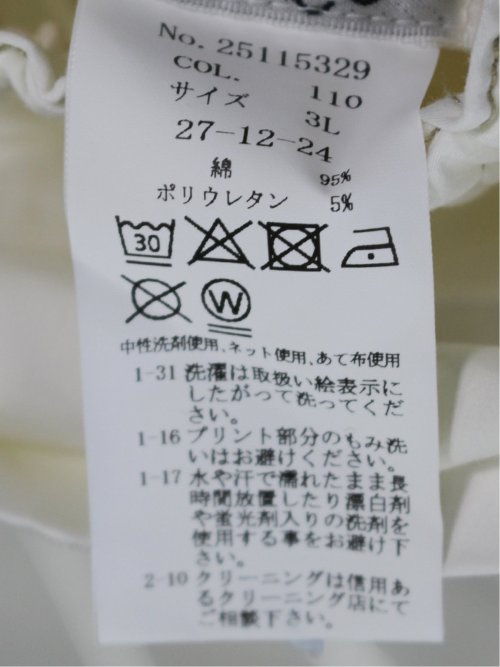 No. 25115329
COL. 110
サイズ 3L
27-12-24
綿 95%
ポリウレタン 5%
30
W
中性洗剤使用、ネット使用、あて布使用
1-31 洗濯は取扱い絵表示に
したがって洗ってくだ
さい。
1-16 プリント部分のもみ洗
いはお避けください。
1-17 水や汗で濡れたまま長
時間放置したり漂白剤
や蛍光剤入りの洗剤を
使用する事をお避け下
さい。
2-10 クリーニングは信用あ
るクリーニング店にて
ご相談下さい。